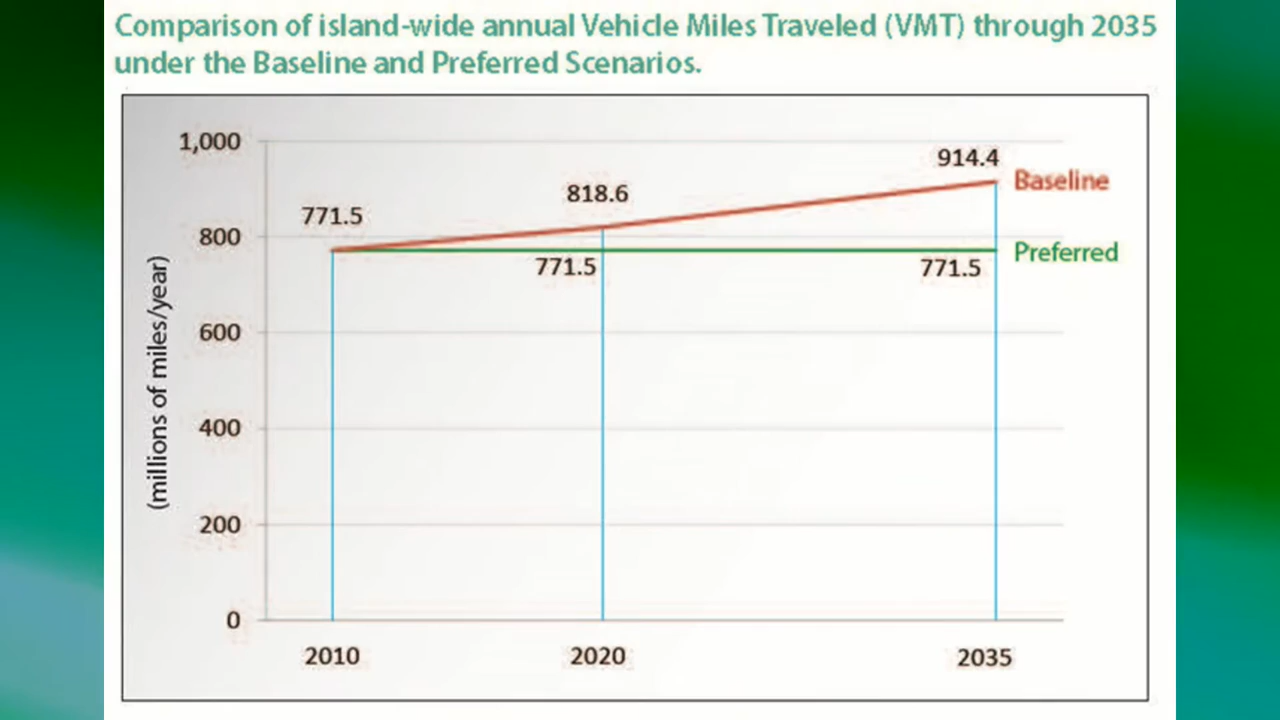 Comparison of island-wide annual Vehicle Miles Traveled (VMT) through 2035
under the Baseline and Preferred Scenarios.
1,000
914.4
Baseline
818.6
771.5
800
Preferred
771.5
771.5
(millions of miles/year)
600
400
200
0
2010
2020
2035